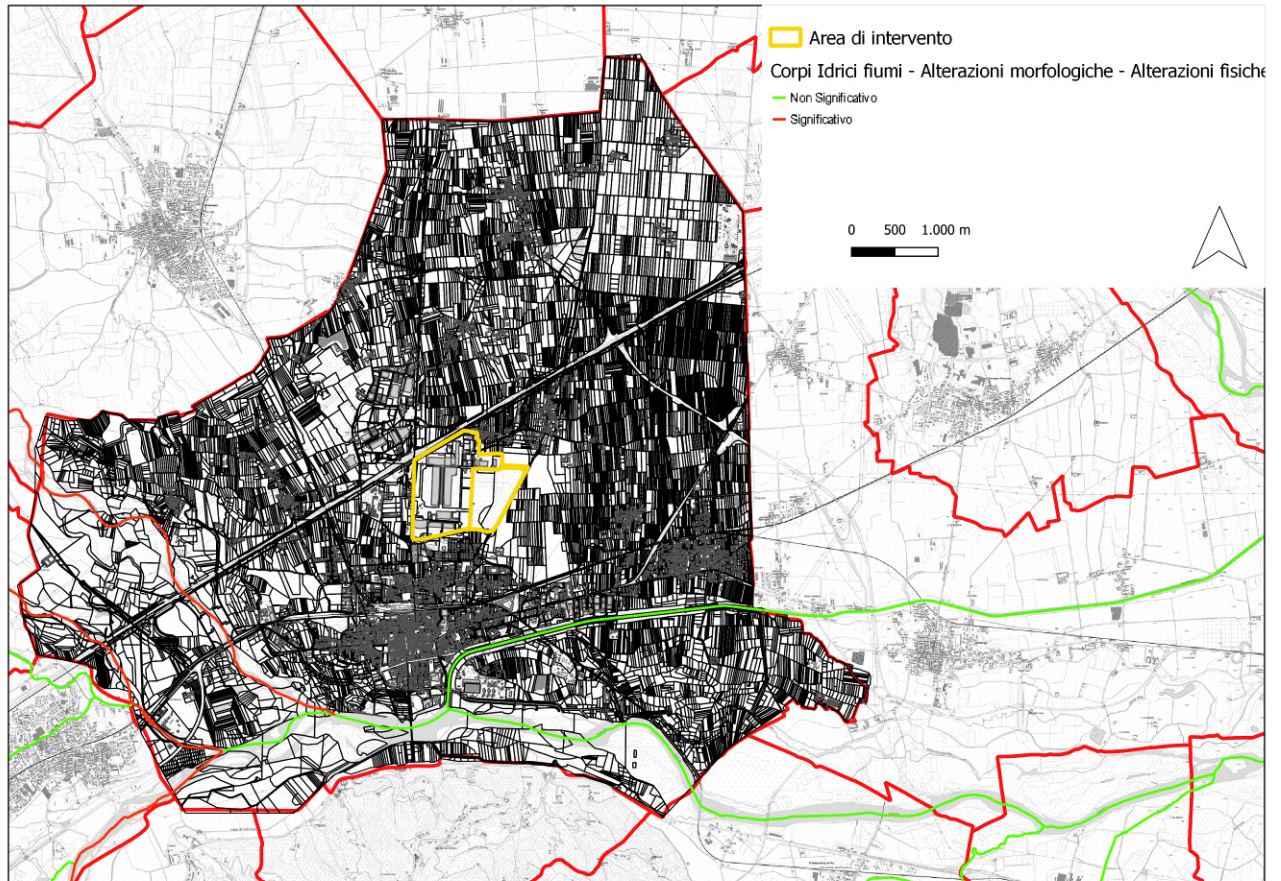 Area di intervento
Corpi Idrici fiumi - Alterazioni morfologiche - Alterazioni fisiche
Non Significativo
Significativo
0 500 1.000 m